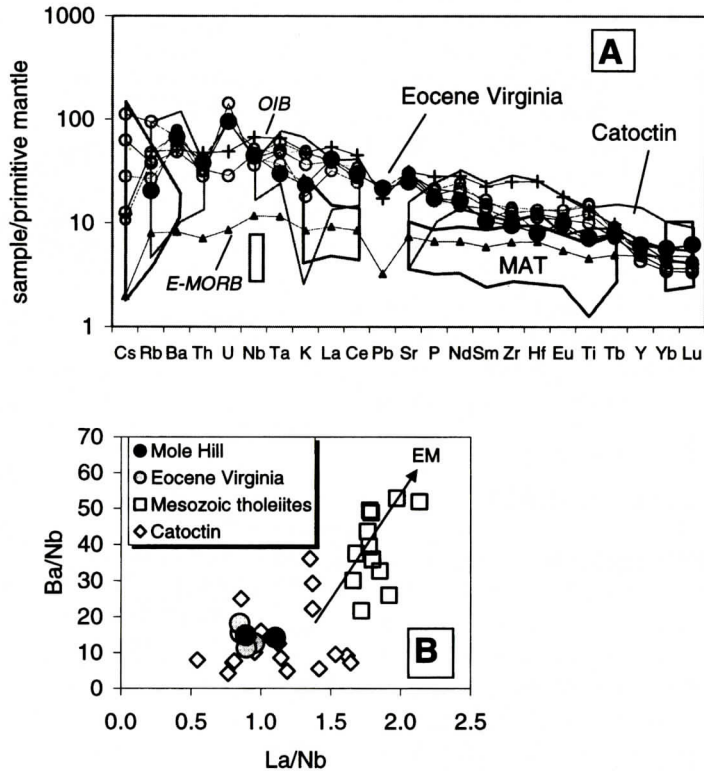 1000
A
OIB
Eocene Virginia
100
Catoctin
sample/primitive mantle
10
E-MORB
MAT
1
Cs Rb Ba Th U Nb Ta K La Ce Pb Sr P Nd Sm Zr Hf Eu Ti Tb Y Yb Lu
70
EM
Mole Hill
60
Eocene Virginia
50
Mesozoic tholeiites
40
Catoctin
Ba/Nb
30
20
10
B
0
0.0 0.5 1.0 1.5 2.0 2.5
La/Nb